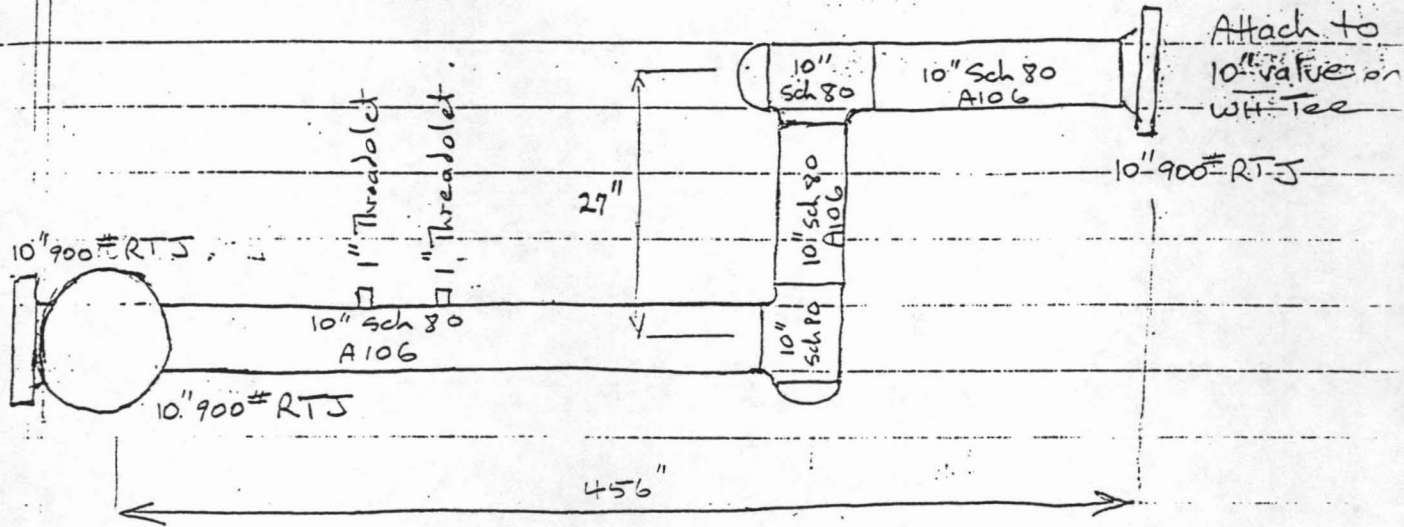 Attach to
10" valve on
WH Tee
10"
Sch 80
10" Sch 80
A106
10" 900# RTJ
1" Threadolet
1" Threadolet
27"
10" Sch 80
A106
10" 900# RTJ
10" Sch 80
A106
10"
Sch 80
10" 900# RTJ
456"